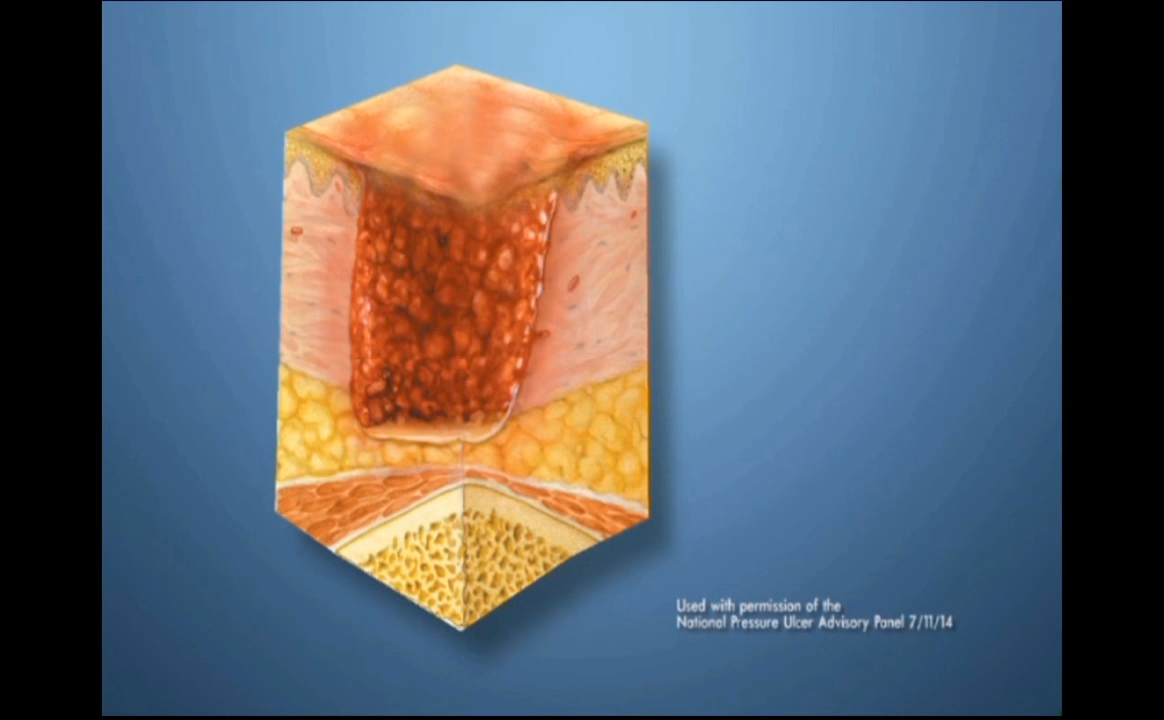 Used with permission of the
National Pressure Ulcer Advisory Panel 7/11/14